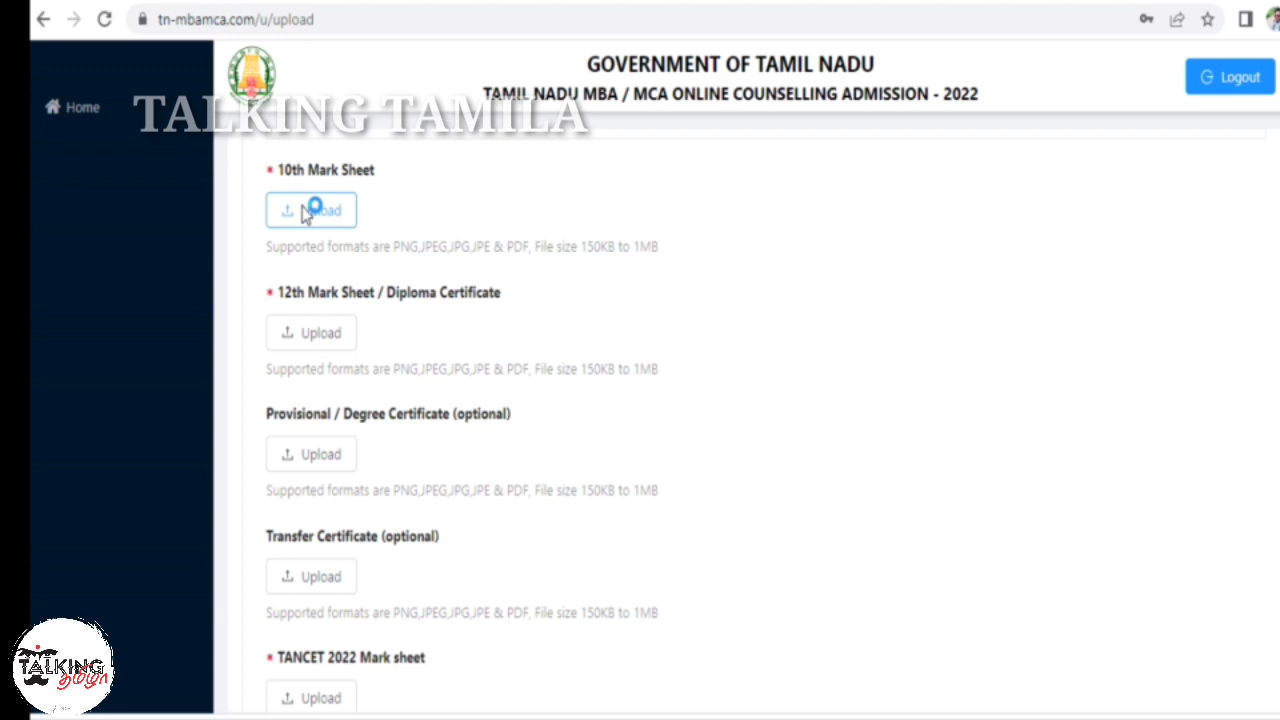 tn-mbamca.com/u/upload
GOVERNMENT OF TAMIL NADU
TAMIL NADU MBA / MCA ONLINE COUNSELLING ADMISSION - 2022
Logout
Home
TALKING TAMILA
* 10th Mark Sheet
Upload
Supported formats are PNG,JPEG,JPG,JPE & PDF, File size 150KB to 1MB
* 12th Mark Sheet / Diploma Certificate
Upload
Supported formats are PNG,JPEG,JPG,JPE & PDF, File size 150KB to 1MB
Provisional / Degree Certificate (optional)
Upload
Supported formats are PNG,JPEG,JPG,JPE & PDF, File size 150KB to 1MB
Transfer Certificate (optional)
Upload
Supported formats are PNG,JPEG,JPG,JPE & PDF, File size 150KB to 1MB
* TANCET 2022 Mark sheet
Upload
TALKING
தமிழா